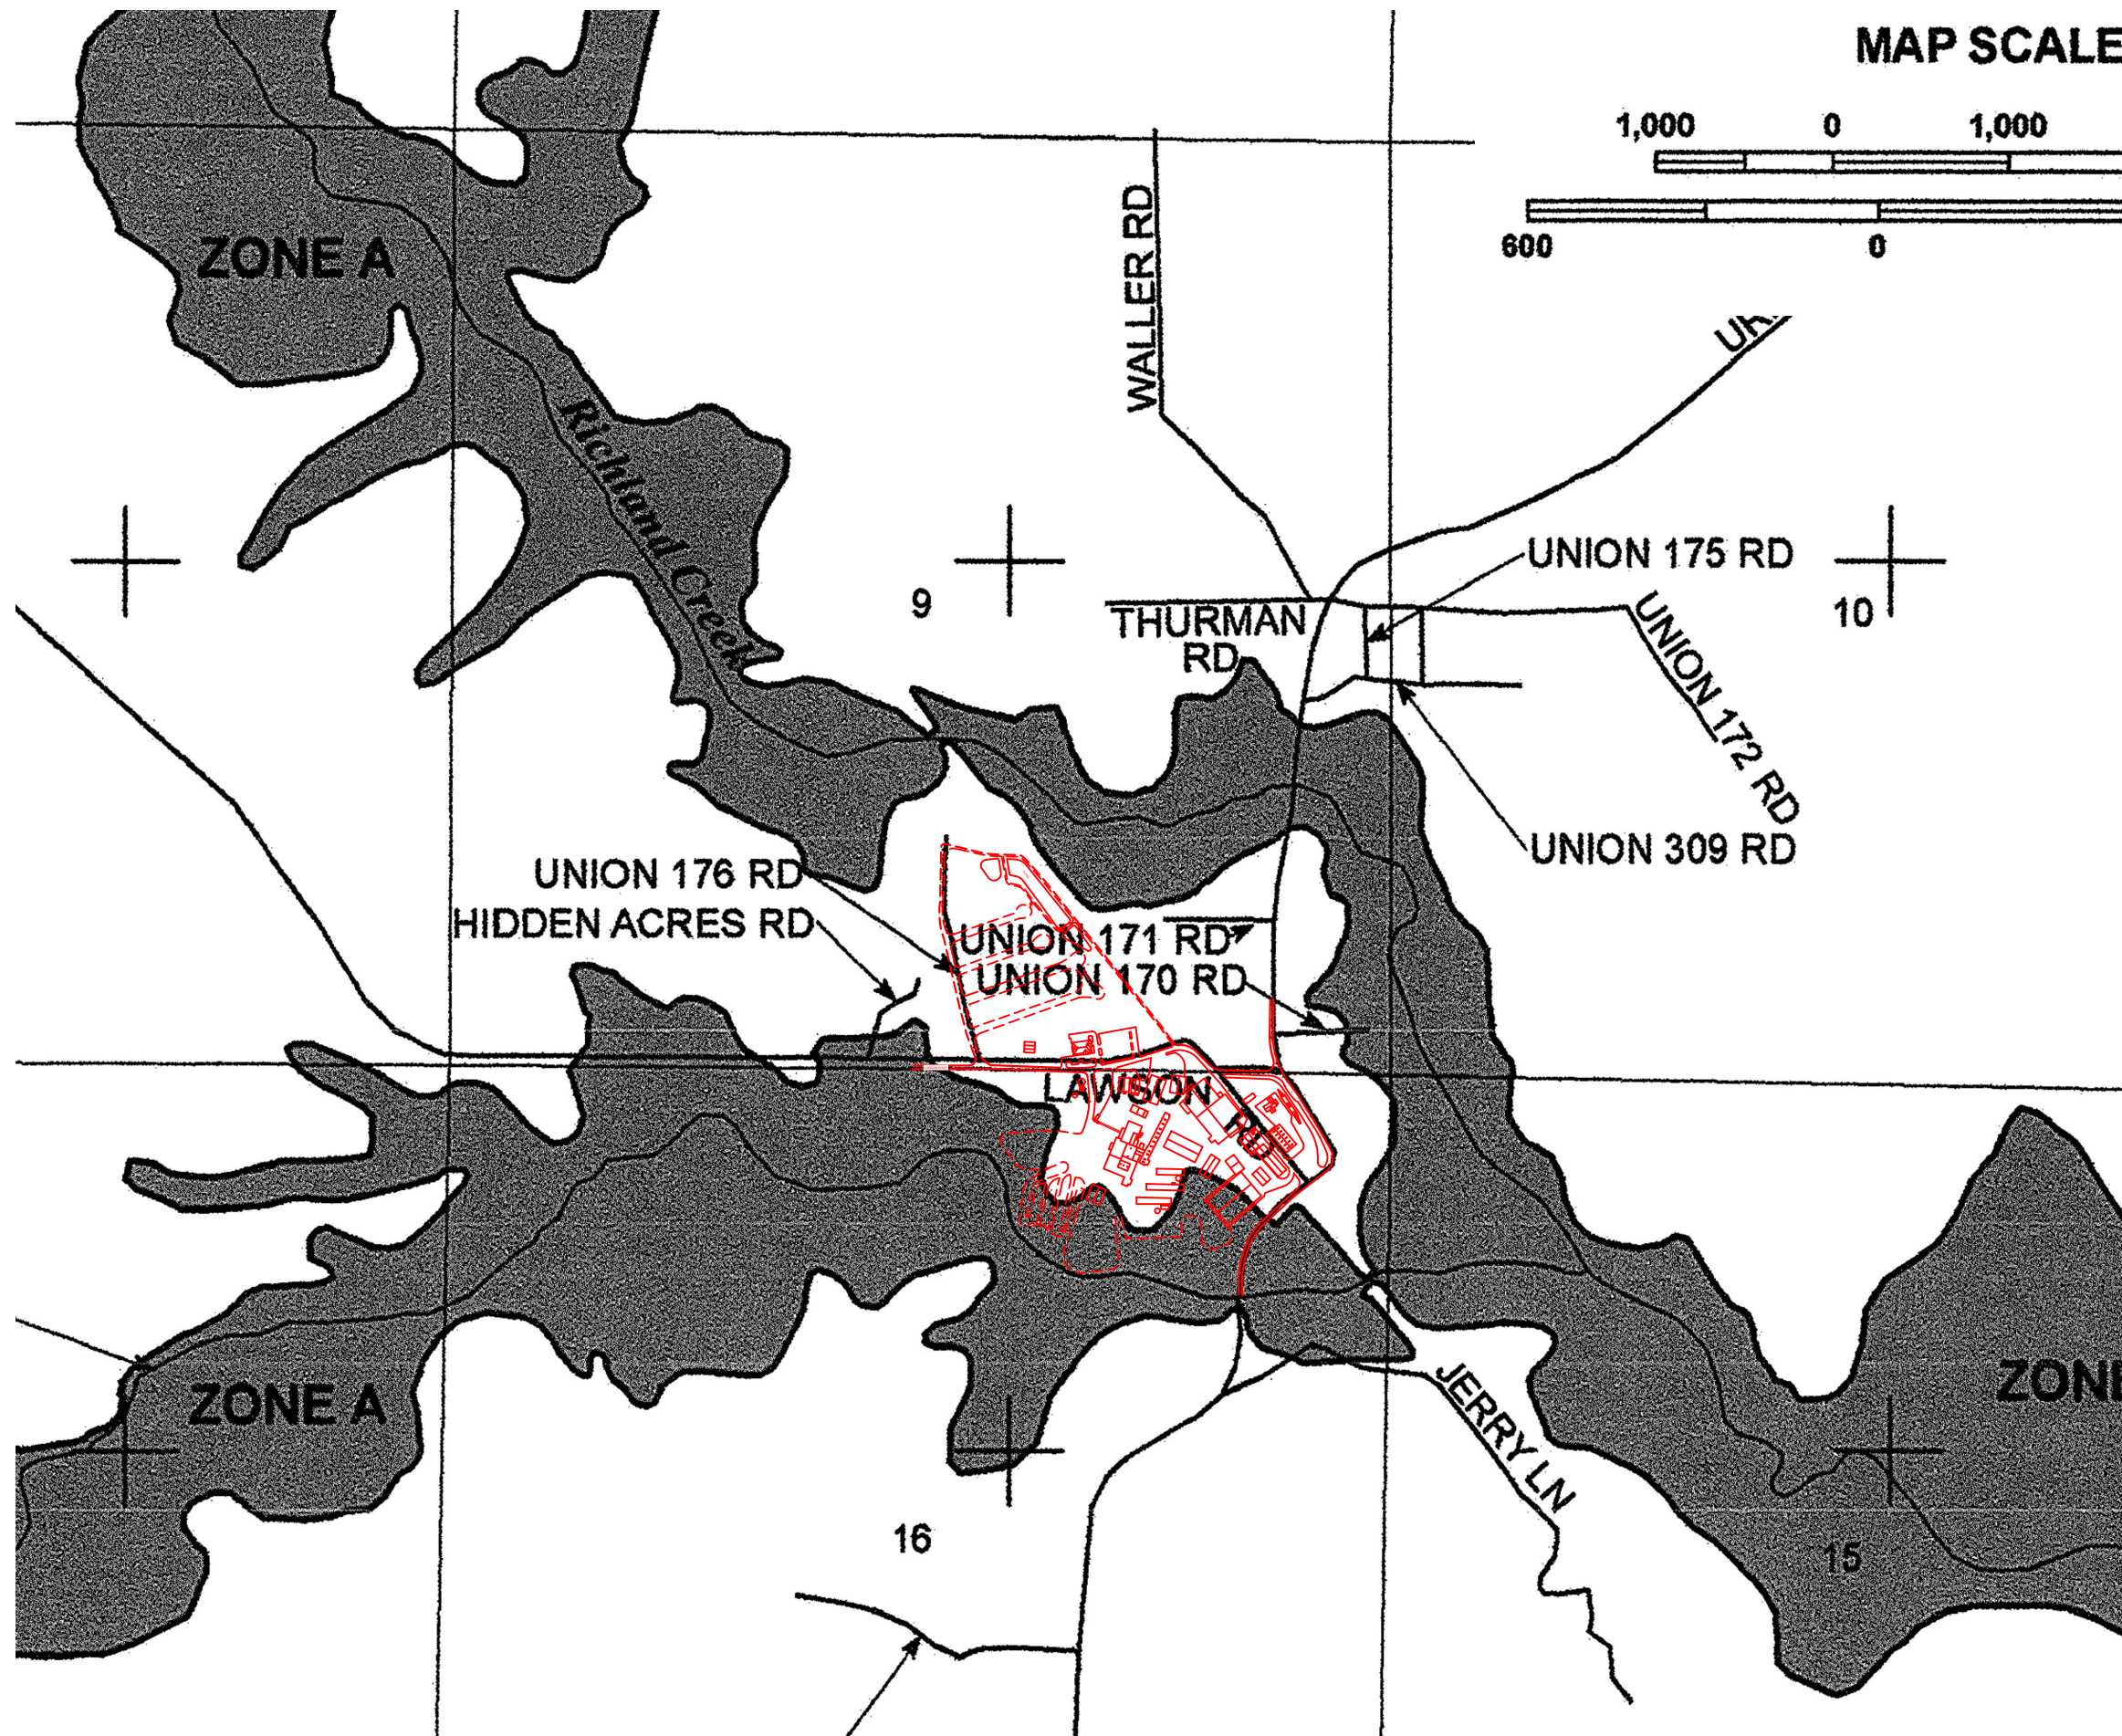 MAP SCALE
1,000 0 1,000
600 0
ZONE A
WALLER RD
Richland Creek
UNION 175 RD
9
10
THURMAN
RD
UNION 172 RD
UNION 309 RD
UNION 176 RD
HIDDEN ACRES RD
UNION 171 RD
UNION 170 RD
LAWSON
RD
ZONE A
ZONE
JERRY LN
16
15